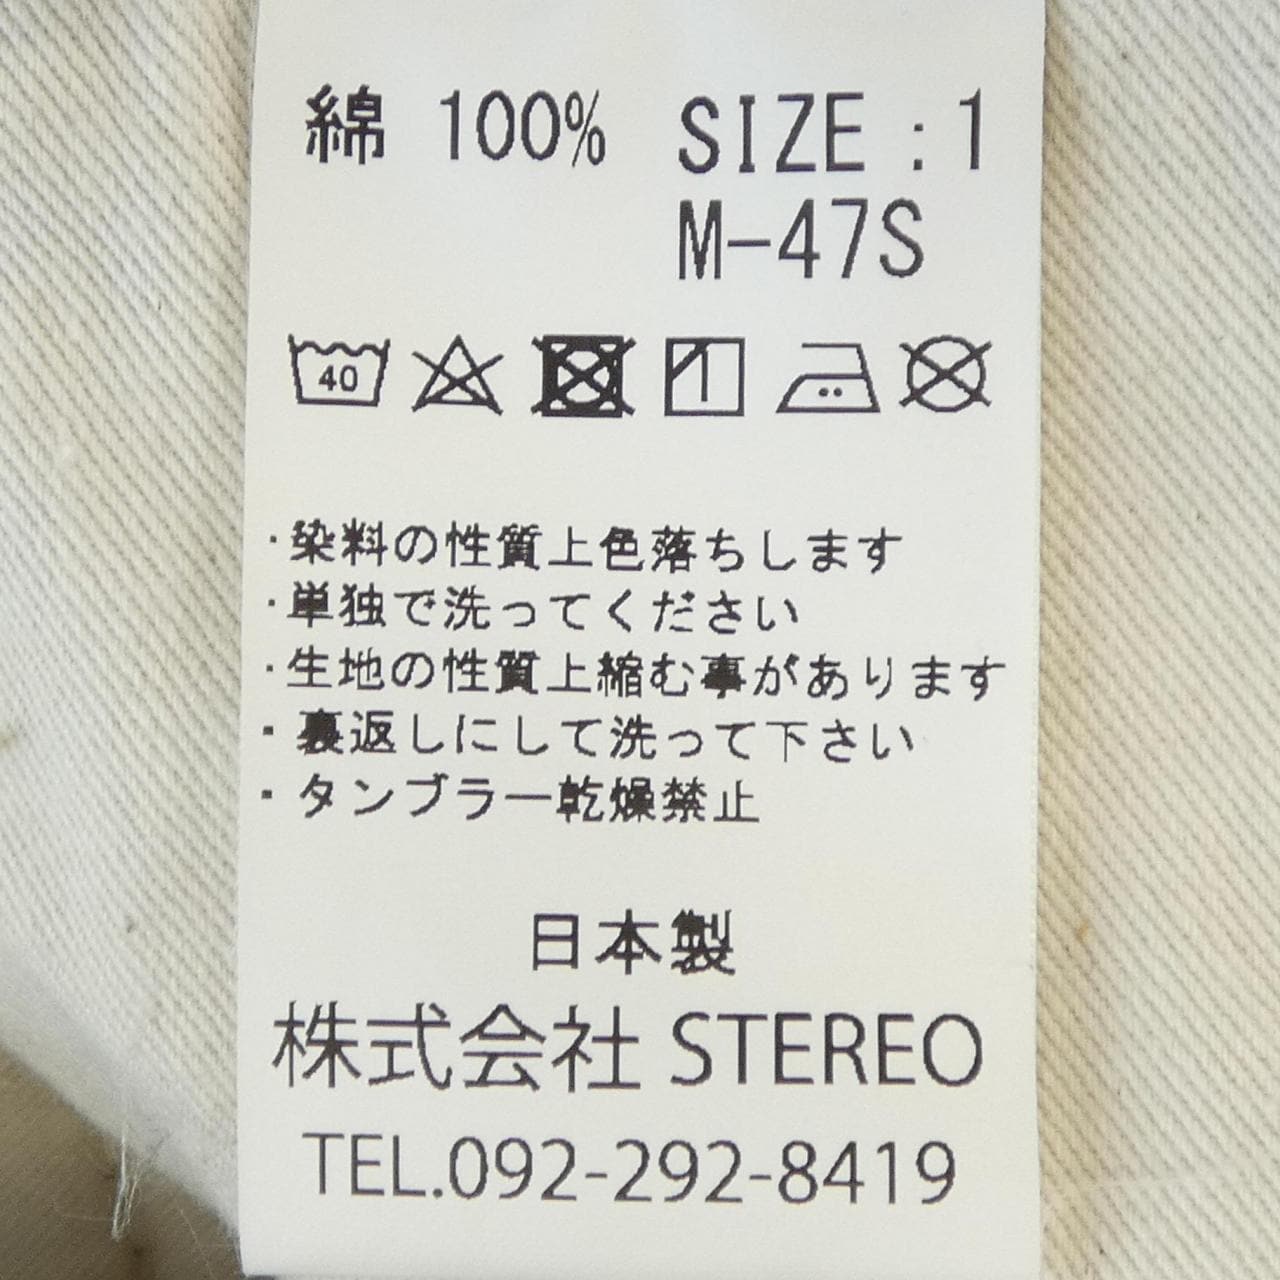 綿 100% SIZE : 1
M-47S
40
・染料の性質上色落ちします
・単独で洗ってください
・生地の性質上縮む事があります
・裏返しにして洗って下さい
・タンブラー乾燥禁止
日本製
株式会社 STEREO
TEL.092-292-8419